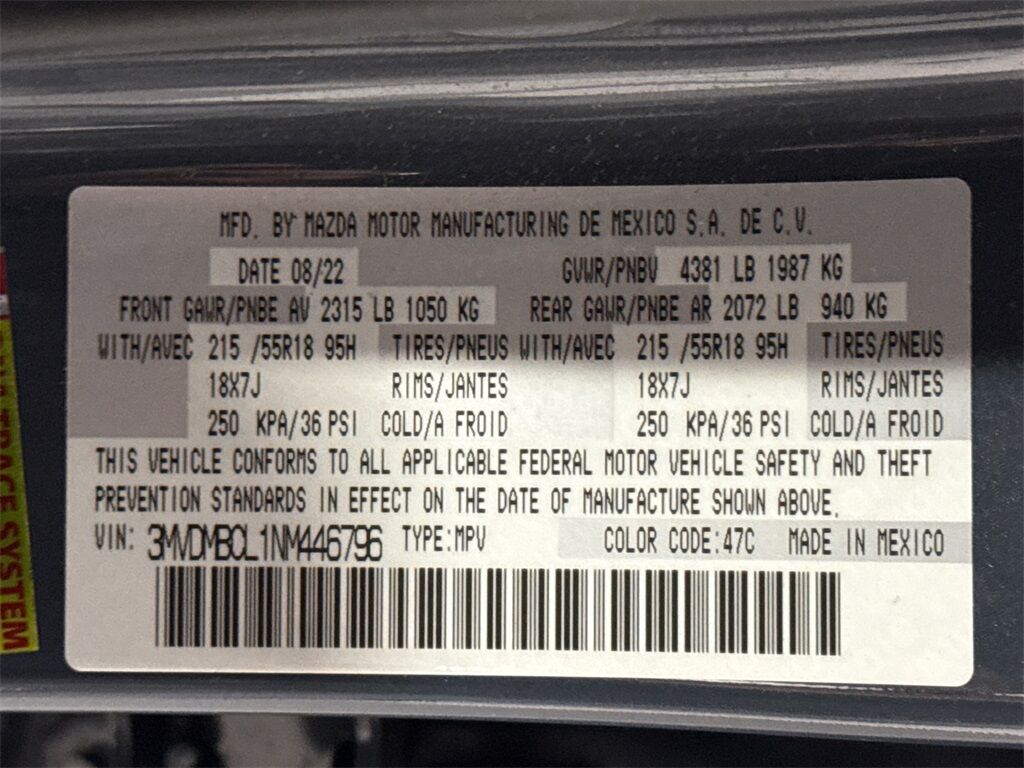 MFD. BY MAZDA MOTOR MANUFACTURING DE MEXICO S.A. DE C.V.
DATE 08/22 GVWR/PNBV 4381 LB 1987 KG
FRONT GAWR/PNBE AV 2315 LB 1050 KG REAR GAWR/PNBE AR 2072 LB 940 KG
WITH/AVEC 215 /55R18 95H TIRES/PNEUS WITH/AVEC 215 /55R18 95H TIRES/PNEUS
18X7J RIMS/JANTES 18X7J RIMS/JANTES
250 KPA/36 PSI COLD/A FROID 250 KPA/36 PSI COLD/A FROID
THIS VEHICLE CONFORMS TO ALL APPLICABLE FEDERAL MOTOR VEHICLE SAFETY AND THEFT
PREVENTION STANDARDS IN EFFECT ON THE DATE OF MANUFACTURE SHOWN ABOVE.
VIN: 3MVDMBCL1NM446796 TYPE:MPV COLOR CODE:47C MADE IN MEXICO
TRACE SYSTEM